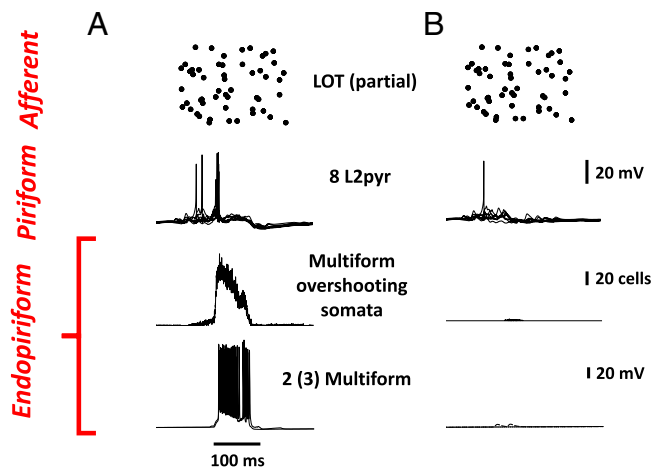 A
B
Afferent
LOT (partial)
Piriform
8 L2pyr
20 mV
Endopiriform
Multiform
overshooting
somata
20 cells
2 (3) Multiform
20 mV
100 ms